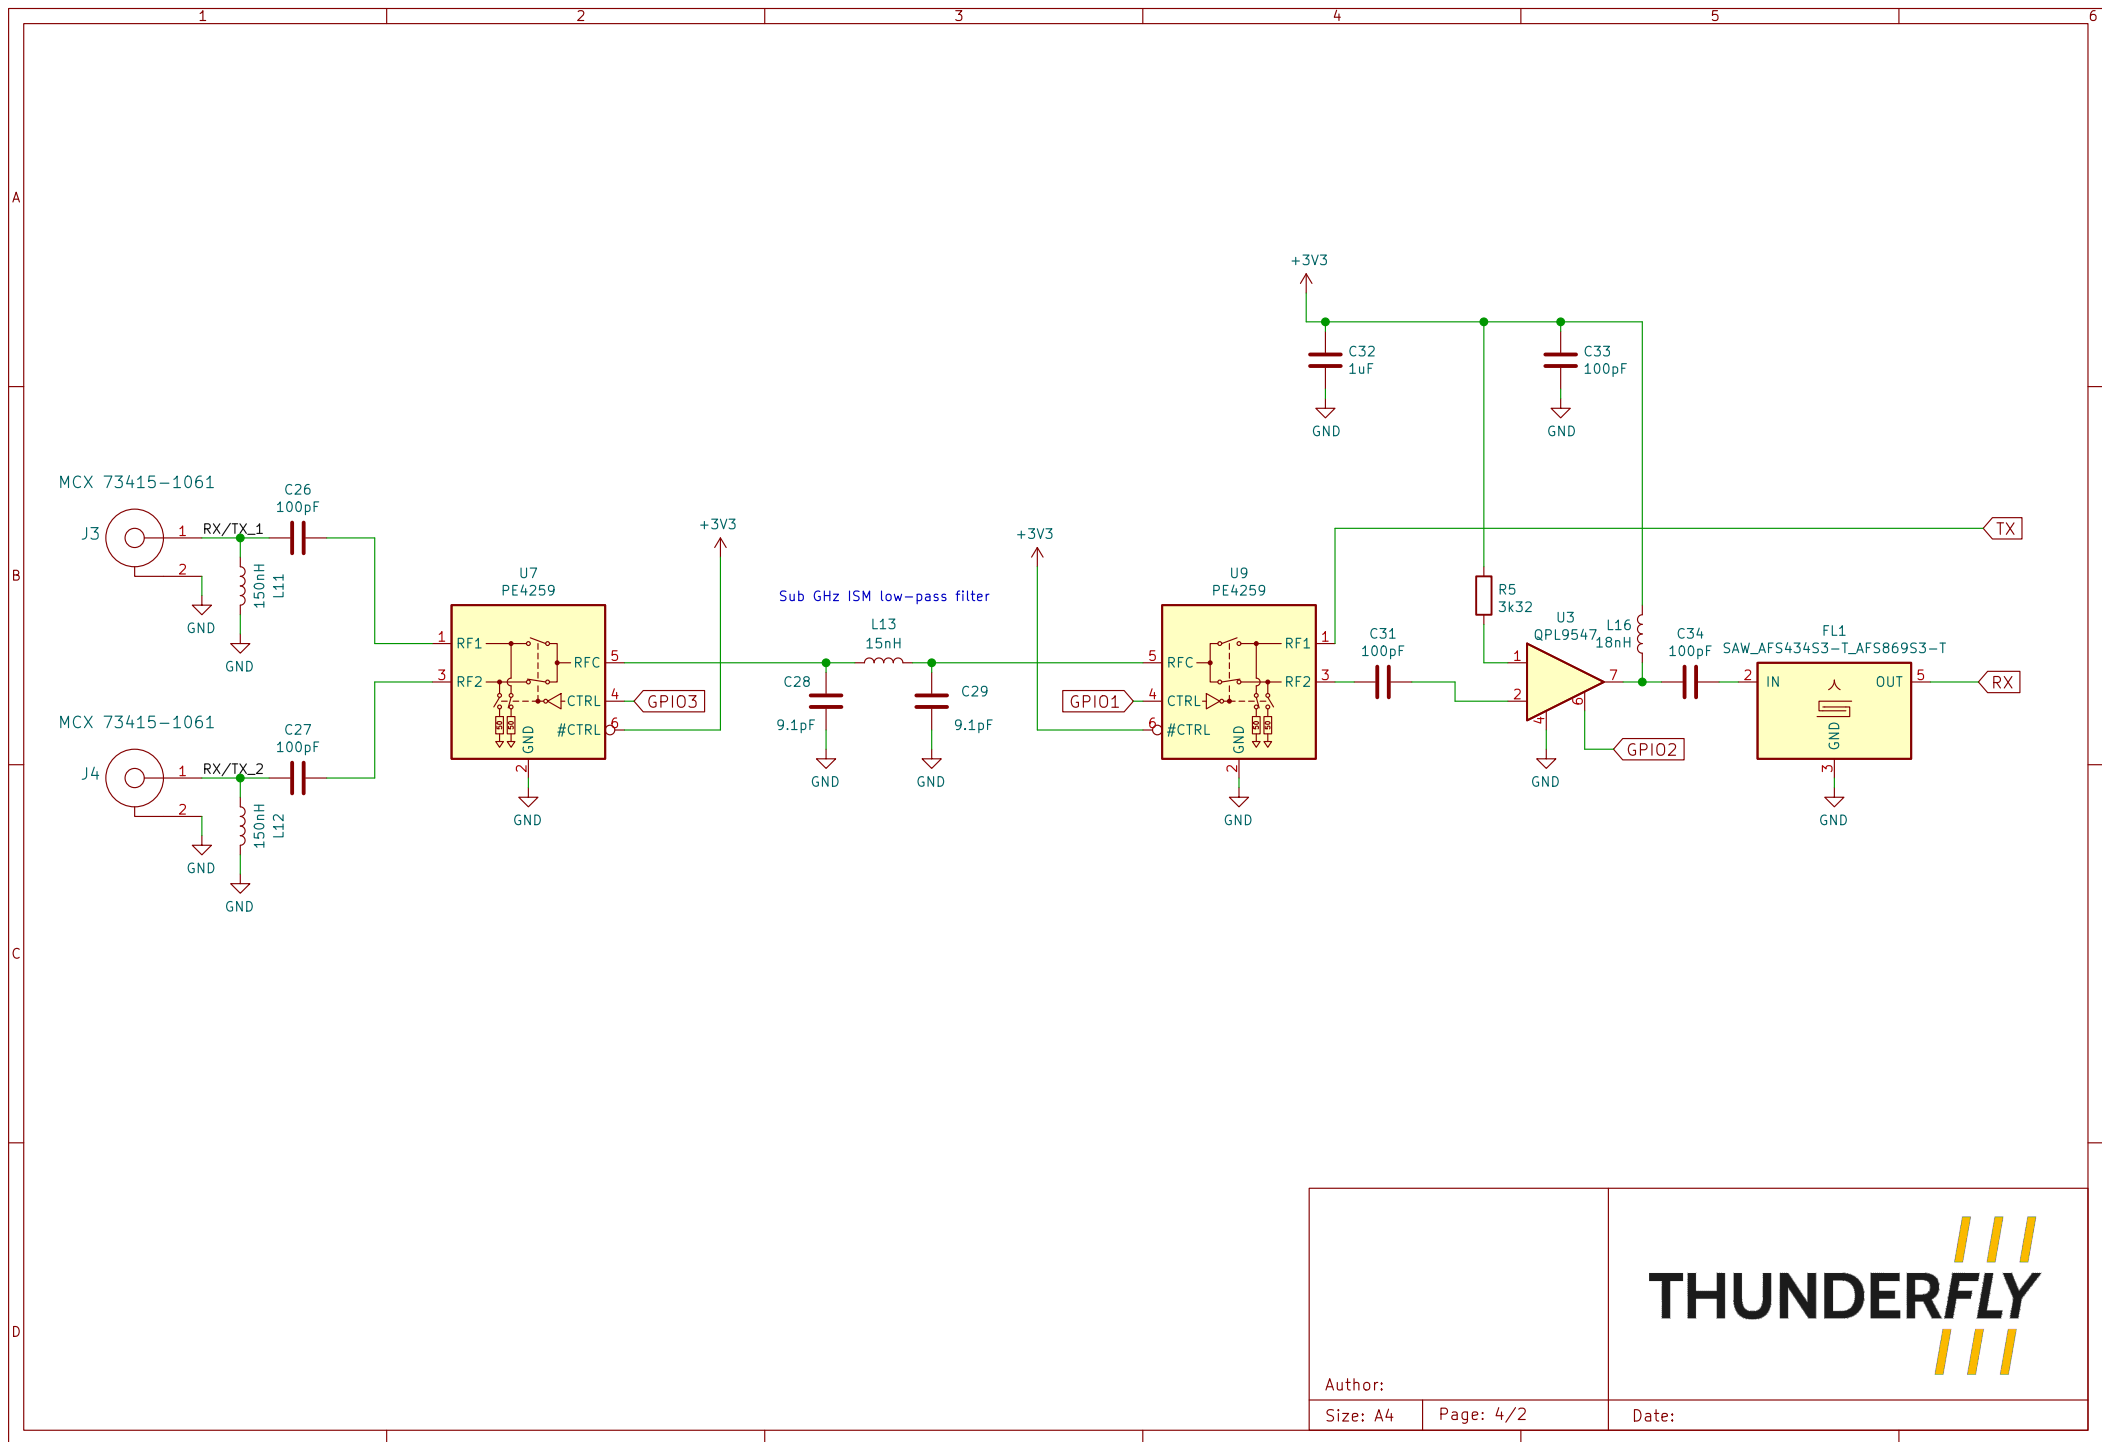 1 2 3 4 5 6
A
B
C
D
MCX 73415-1061
J3
1
2
RX/TX_1
C26
100pF
150nH
L11
GND
GND
MCX 73415-1061
J4
1
2
RX/TX_2
C27
100pF
150nH
L12
GND
GND
U7
PE4259
1
RF1
3
RF2
RFC
5
CTRL
4
#CTRL
6
50
50
GND
2
GND
GPIO3
+3V3
Sub GHz ISM low-pass filter
L13
15nH
C28
9.1pF
GND
C29
9.1pF
GND
+3V3
GPIO1
U9
PE4259
5
RFC
4
CTRL
6
#CTRL
RF1
1
RF2
3
50
50
GND
2
GND
+3V3
C32
1uF
GND
C33
100pF
GND
TX
C31
100pF
R5
3k32
U3
QPL9547
1
2
4
6
7
GND
GPIO2
L16
18nH
C34
100pF
FL1
SAW_AFS434S3-T_AFS869S3-T
2
IN
OUT
5
GND
3
GND
RX
THUNDERFLY
Author:
Size: A4
Page: 4/2
Date: